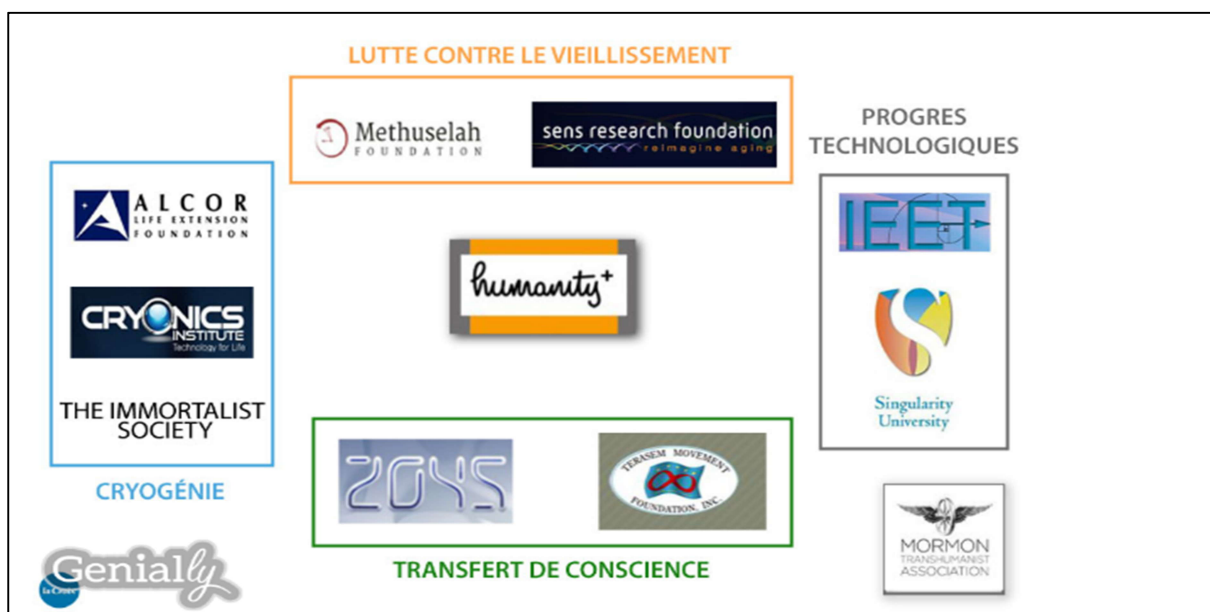 LUTTE CONTRE LE VIEILLISSEMENT
Methuselah
FOUNDATION
sens research foundation
reimagine aging
PROGRES
TECHNOLOGIQUES
ALCOR
LIFE EXTENSION
FOUNDATION
CRYONICS
INSTITUTE
Technology for Life
THE IMMORTALIST
SOCIETY
CRYOGÉNIE
humanity+
IEET
Singularity
University
2045
TERASEM MOVEMENT
FOUNDATION, INC.
TRANSFERT DE CONSCIENCE
MORMON
TRANSHUMANIST
ASSOCIATION
Genially
la Croix